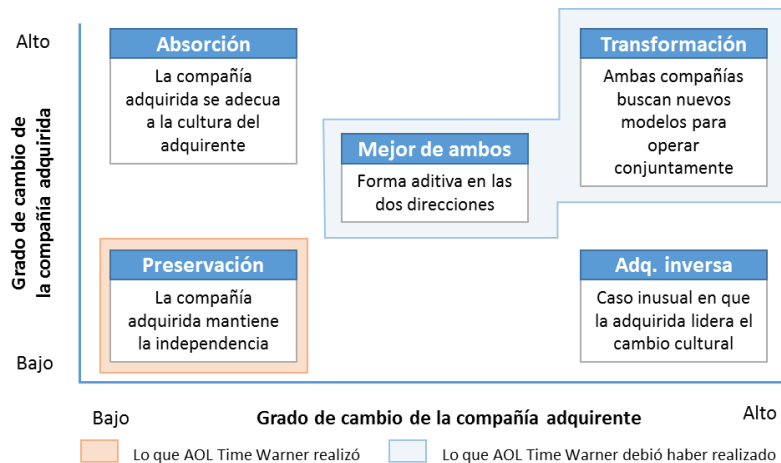 Alto
Absorción
La compañía
adquirida se adecua
a la cultura del
adquirente
Transformación
Ambas compañías
buscan nuevos
modelos para
operar
conjuntamente
Mejor de ambos
Forma aditiva en las
dos direcciones
Grado de cambio de
la compañía adquirida
Preservación
La compañía
adquirida mantiene
la independencia
Adq. inversa
Caso inusual en que
la adquirida lidera el
cambio cultural
Bajo
Bajo
Grado de cambio de la compañía adquirente
Alto
Lo que AOL Time Warner realizó
Lo que AOL Time Warner debió haber realizado